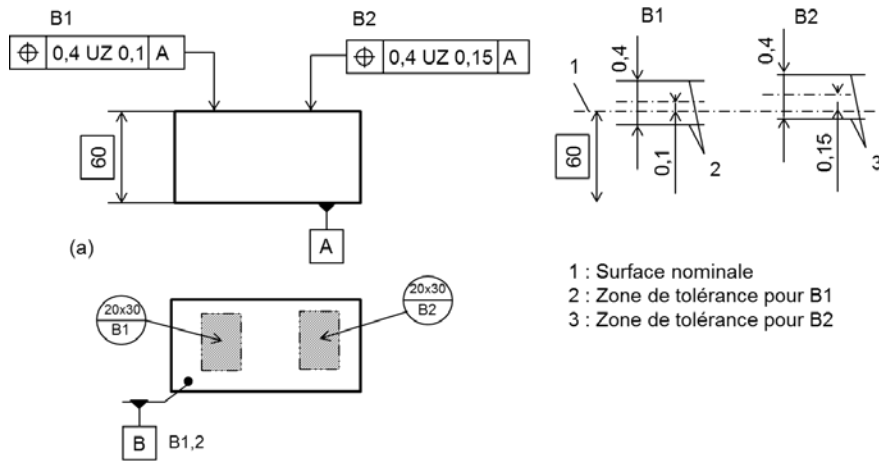 B1
B2
⌖ 0,4 UZ 0,1 A
⌖ 0,4 UZ 0,15 A
60
A
(a)
20x30
B1
20x30
B2
B
B1,2
B1
B2
1
0,4
0,4
60
0,1
2
0,15
3
1 : Surface nominale
2 : Zone de tolérance pour B1
3 : Zone de tolérance pour B2